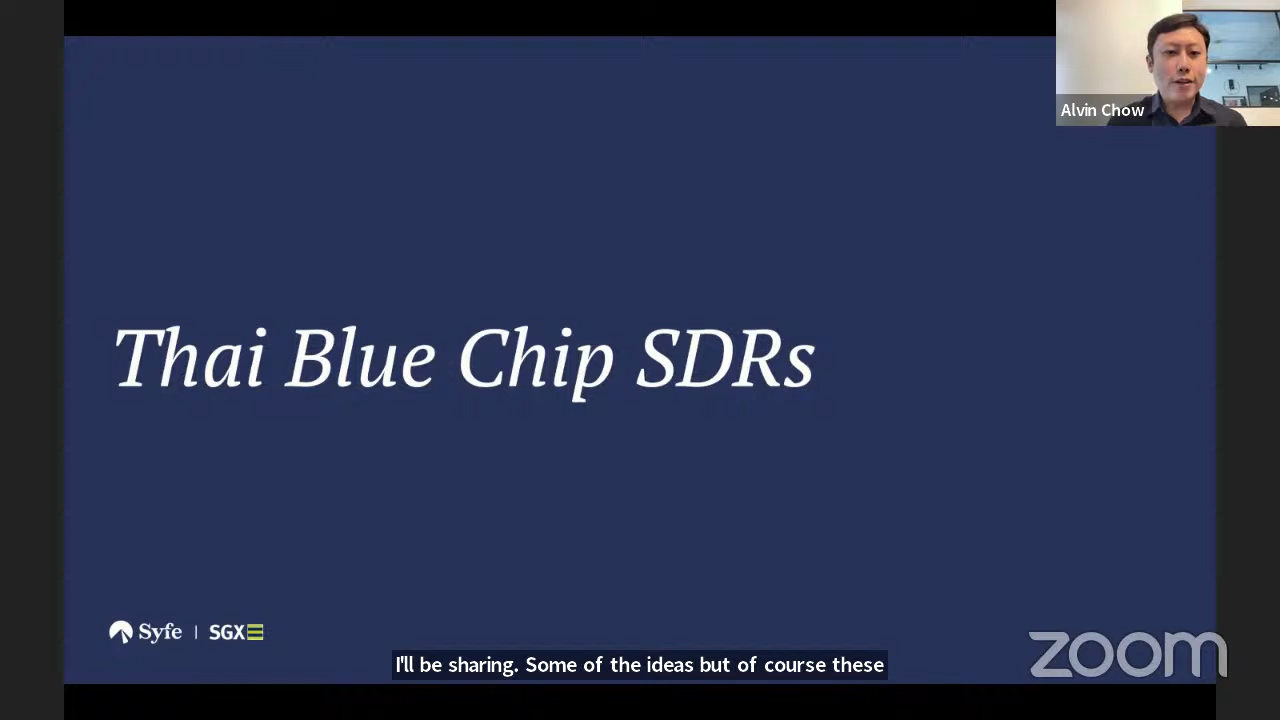 Alvin Chow
Thai Blue Chip SDRs
Syfe | SGX
I'll be sharing. Some of the ideas but of course these
zoom